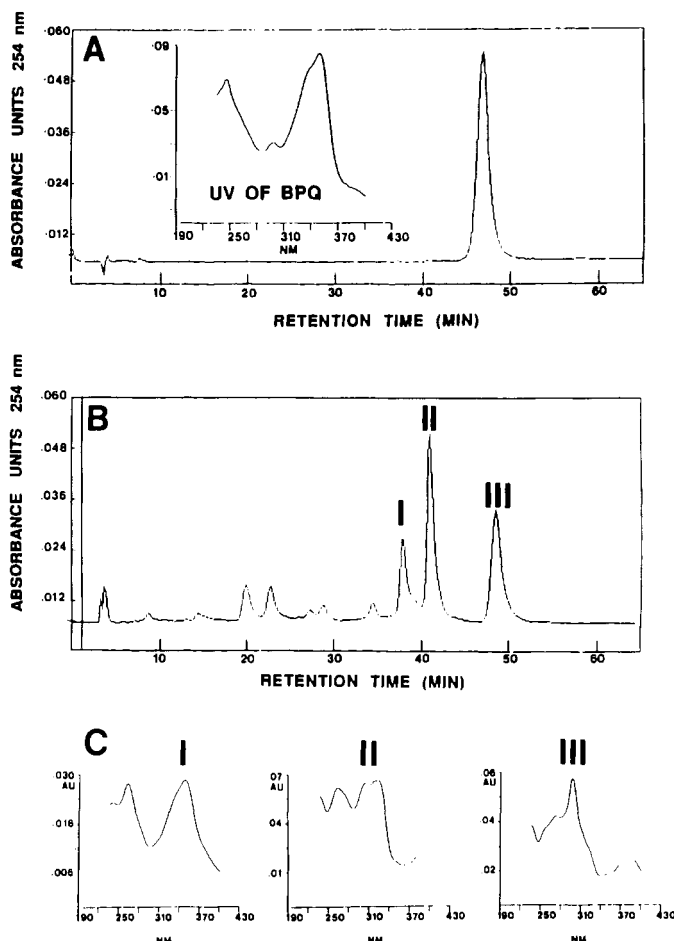 A
ABSORBANCE UNITS 254 nm
.060
.048
.036
.024
.012
.09
.05
.01
UV OF BPQ
190 250 310 370 430
NM
10 20 30 40 50 60
RETENTION TIME (MIN)
B
ABSORBANCE UNITS 254 nm
.060
.048
.036
.024
.012
I
II
III
10 20 30 40 50 60
RETENTION TIME (MIN)
C
I
II
III
.030
AU
.016
.006
190 250 310 370 430
NM
.07
AU
.04
.01
190 250 310 370 430
NM
.06
AU
.04
.02
190 250 310 370 430
NM